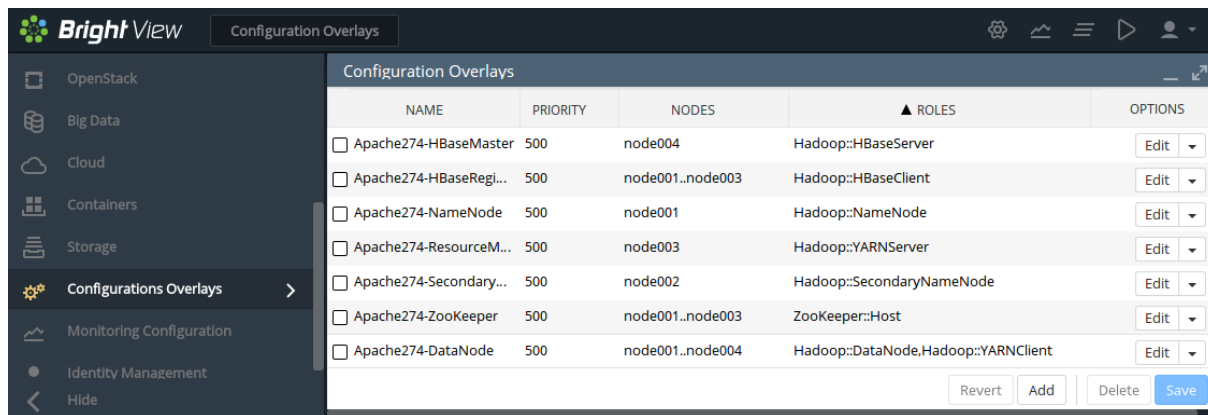 Bright View Configuration Overlays
OpenStack
Big Data
Cloud
Containers
Storage
Configurations Overlays
Monitoring Configuration
Identity Management
Hide
Configuration Overlays
NAME PRIORITY NODES ▲ ROLES OPTIONS
Apache274-HBaseMaster 500 node004 Hadoop::HBaseServer Edit
Apache274-HBaseRegi... 500 node001..node003 Hadoop::HBaseClient Edit
Apache274-NameNode 500 node001 Hadoop::NameNode Edit
Apache274-ResourceM... 500 node003 Hadoop::YARNServer Edit
Apache274-Secondary... 500 node002 Hadoop::SecondaryNameNode Edit
Apache274-ZooKeeper 500 node001..node003 ZooKeeper::Host Edit
Apache274-DataNode 500 node001..node004 Hadoop::DataNode,Hadoop::YARNClient Edit
Revert Add Delete Save